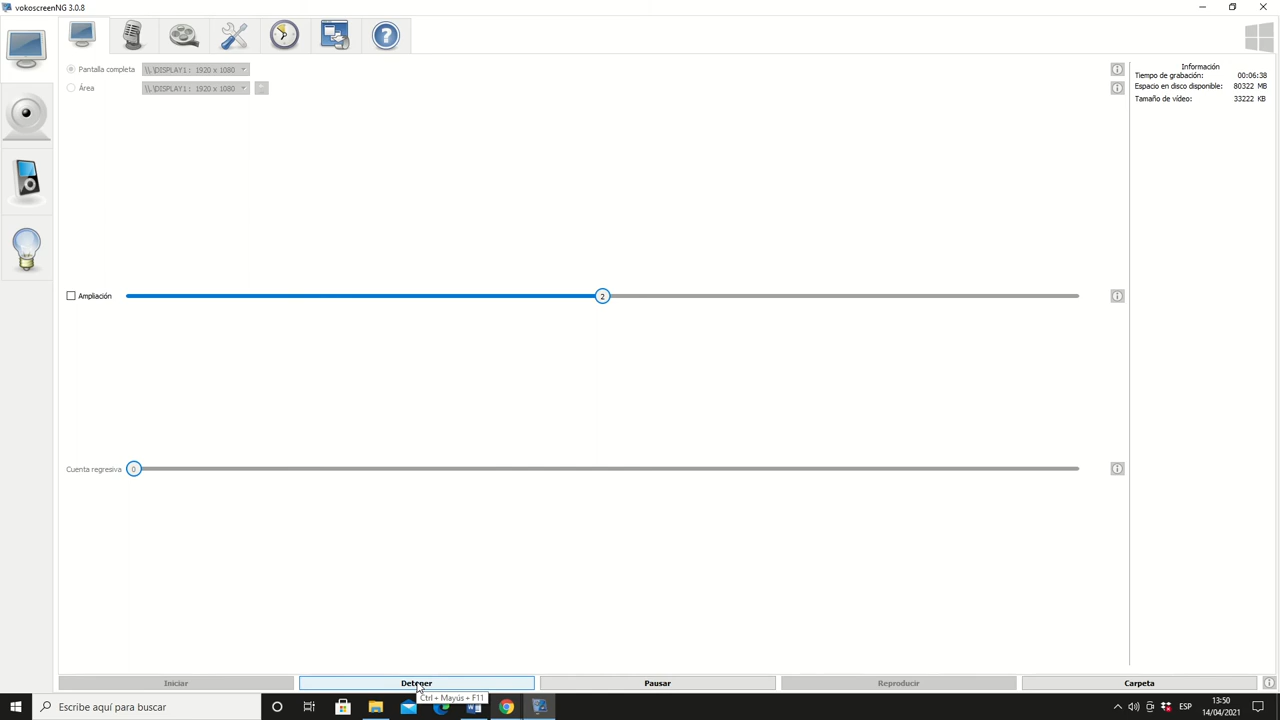 vokoscreenNG 3.0.8
Pantalla completa
\\.\DISPLAY1 : 1920 x 1080
Información
Tiempo de grabación: 00:06:38
Área
\\.\DISPLAY1 : 1920 x 1080
Espacio en disco disponible: 80322 MB
Tamaño de vídeo: 33222 KB
Ampliación
2
Cuenta regresiva
0
Iniciar
Detener
Pausar
Reproducir
Carpeta
Ctrl + Mayús + F11
Escribe aquí para buscar
ESP
13:50
14/04/2021